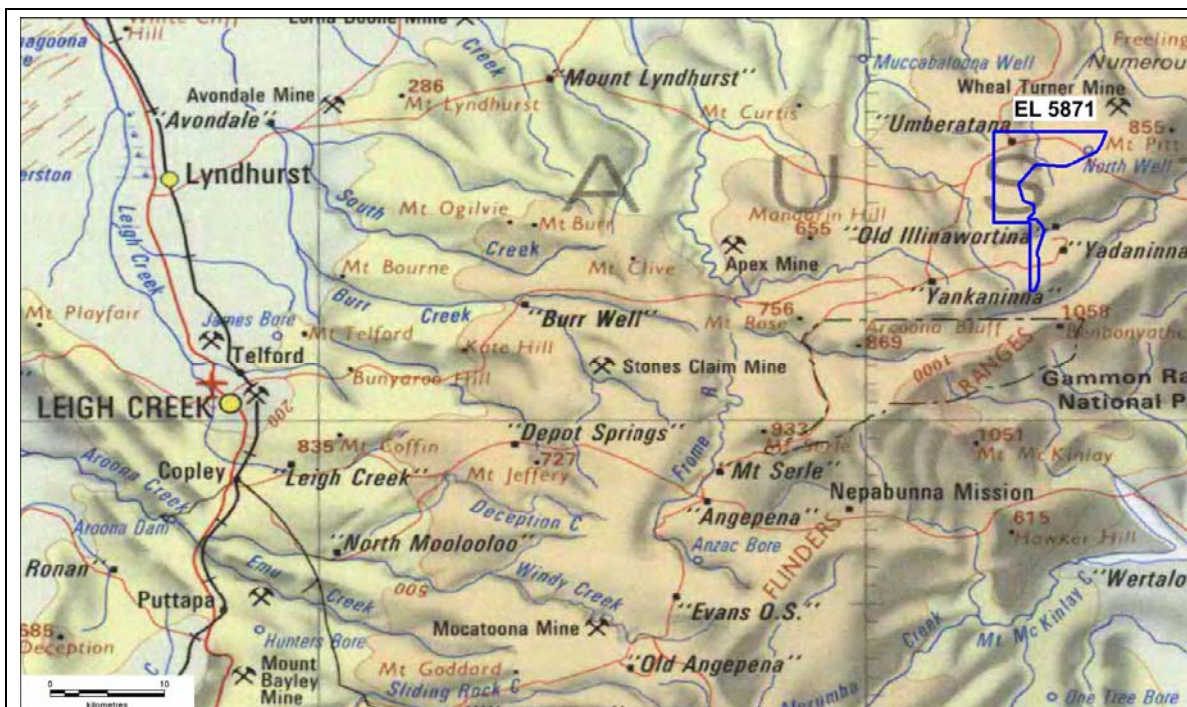 White Cliff
Hill
Lorna Doone Mine
Creek
Avondale Mine
"Avondale"
286
Mt Lyndhurst
"Mount Lyndhurst"
Mt Curtis
Muccabaloona Well
Freeling
Numerou
Wheal Turner Mine
EL 5871
"Umberatana"
855
Mt Pitt
North Well
Lyndhurst
A
U
S
South
Creek
Leigh Creek
Mt Ogilvie
Mt Burr
Mandarin Hill
655
"Old Illinawortina"
"Yadaninna
Mt Bourne
Mt Clive
Apex Mine
"Yankaninna"
Burr
Creek
"Burr Well"
756
Mt Rose
Arcoona Bluff
869
1058
Benbonyathe
Mt Playfair
James Bore
Mt Telford
Telford
Kate Hill
Stones Claim Mine
1000
RANGES
Bunyaroo Hill
LEIGH CREEK
200
Gammon Ra
National P
R
Frome
835
Mt Coffin
"Depot Springs"
933
Mt Serle
1051
Mt McKinlay
Aroona Creek
Copley
"Leigh Creek"
727
Mt Jeffery
"Mt Serle"
Nepabunna Mission
Aroona Dam
Deception C
"Angepena"
615
Hawker Hill
"North Moolooloo"
Anzac Bore
FLINDERS
Ronan"
Emu
Creek
500
Windy Creek
"Wertalo
Puttapa
"Evans O.S."
Creek
Mt McKinlay C
685
Deception
Hunters Bore
Mocatoona Mine
C
Mount
Bayley
Mine
Mt Goddard
"Old Angepena"
Sliding Rock C
One Tree Bore
0
10
kilometres